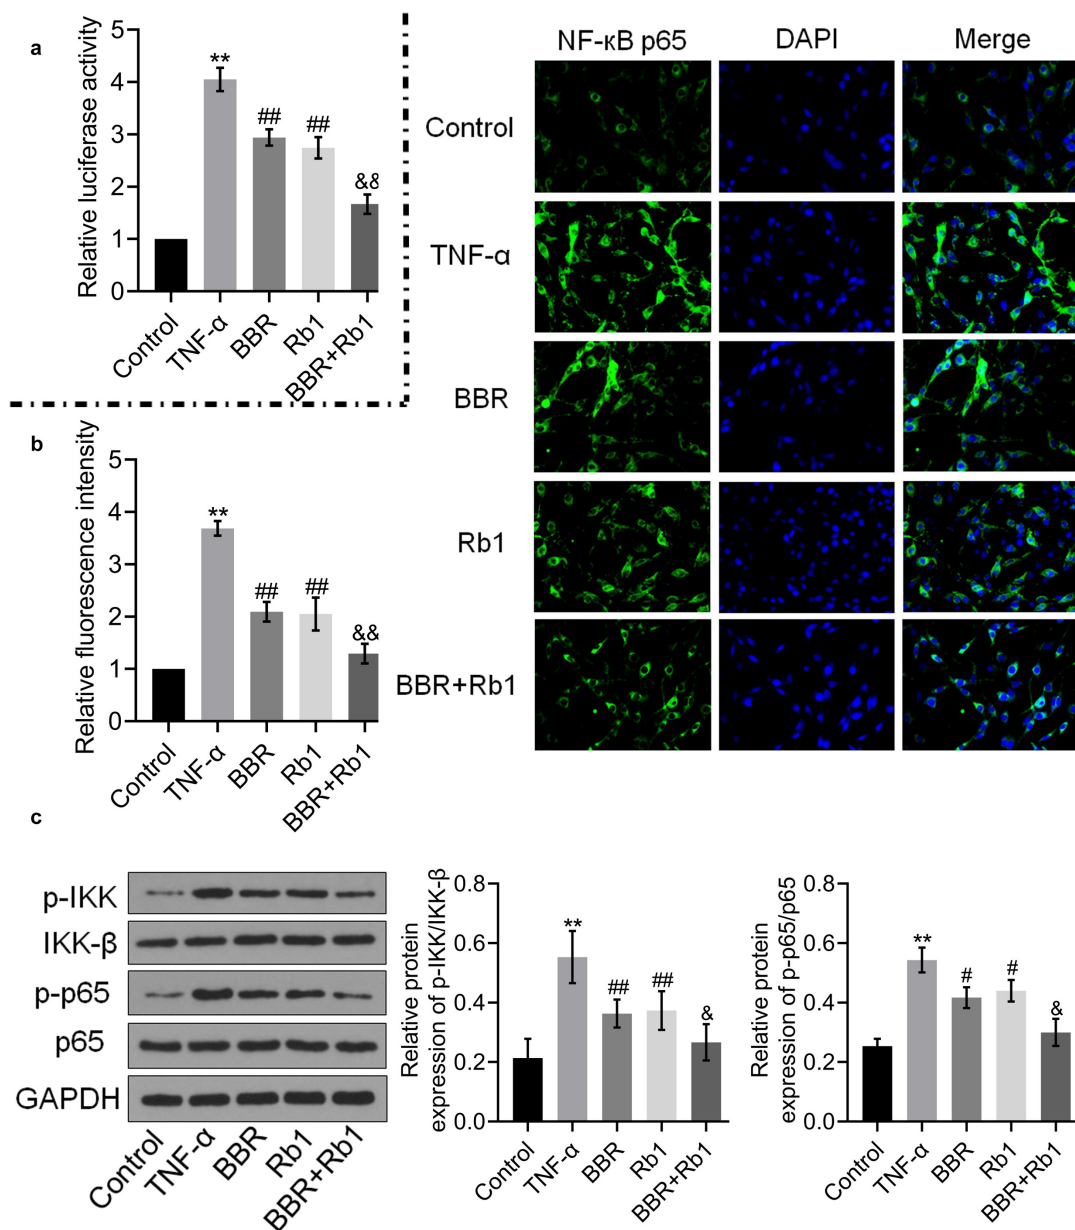 a
Relative luciferase activity
5
4
3
2
1
0
**
##
##
&&
Control
TNF-α
BBR
Rb1
BBR+Rb1
NF-κB p65
DAPI
Merge
Control
TNF-α
BBR
Rb1
BBR+Rb1
b
Relative fluorescence intensity
5
4
3
2
1
0
**
##
##
&&
Control
TNF-α
BBR
Rb1
BBR+Rb1
c
p-IKK
IKK-β
p-p65
p65
GAPDH
Control
TNF-α
BBR
Rb1
BBR+Rb1
Relative protein
expression of p-IKK/IKK-β
0.8
0.6
0.4
0.2
0.0
**
##
##
&
Control
TNF-α
BBR
Rb1
BBR+Rb1
Relative protein
expression of p-p65/p65
0.8
0.6
0.4
0.2
0.0
**
#
#
&
Control
TNF-α
BBR
Rb1
BBR+Rb1